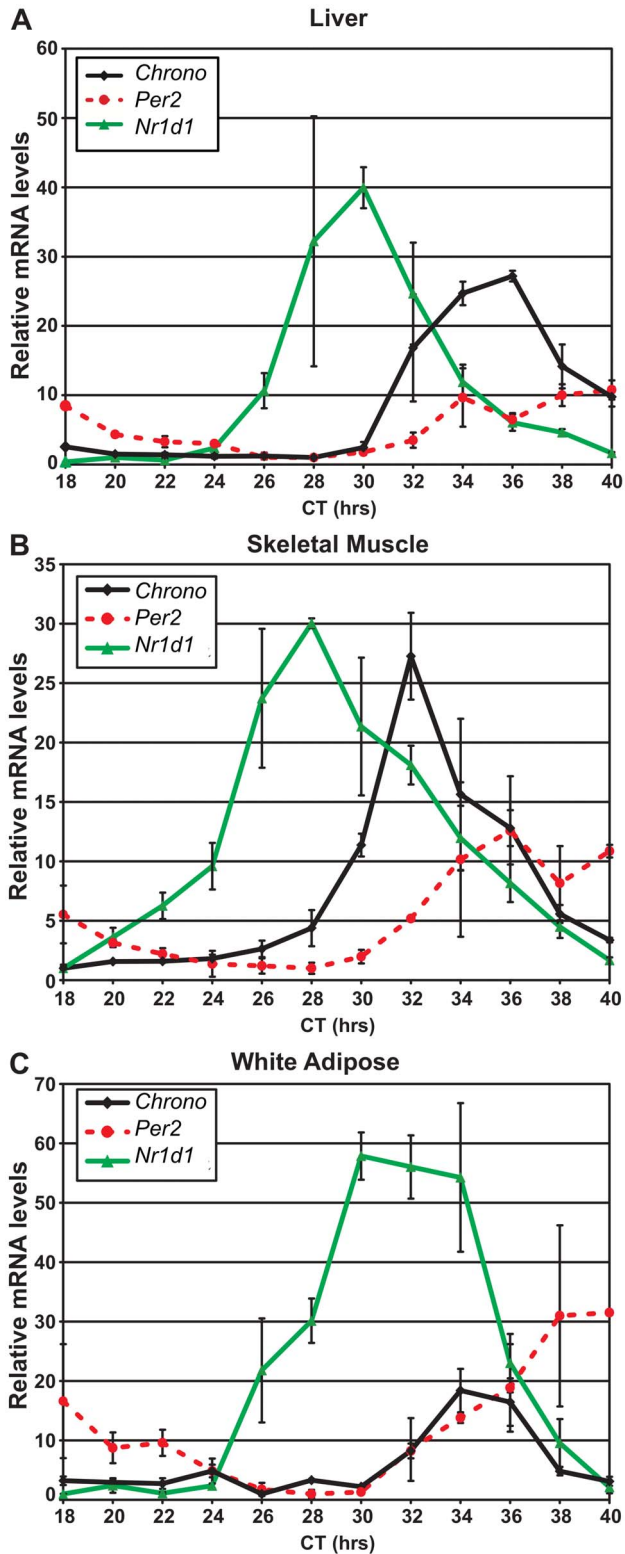 A
Liver
Chrono
Per2
Nr1d1
Relative mRNA levels
60
50
40
30
20
10
0
18 20 22 24 26 28 30 32 34 36 38 40
CT (hrs)
B
Skeletal Muscle
Chrono
Per2
Nr1d1
Relative mRNA levels
35
30
25
20
15
10
5
0
18 20 22 24 26 28 30 32 34 36 38 40
CT (hrs)
C
White Adipose
Chrono
Per2
Nr1d1
Relative mRNA levels
70
60
50
40
30
20
10
0
18 20 22 24 26 28 30 32 34 36 38 40
CT (hrs)